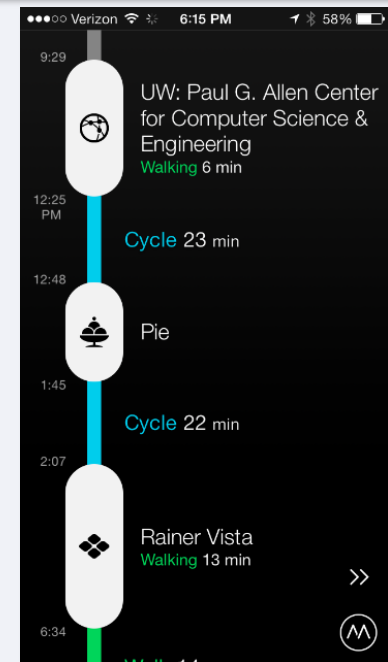 Verizon 6:15 PM 58%
9:29
UW: Paul G. Allen Center
for Computer Science &
Engineering
Walking 6 min
12:25
PM
Cycle 23 min
12:48
Pie
1:45
Cycle 22 min
2:07
Rainer Vista
Walking 13 min
6:34